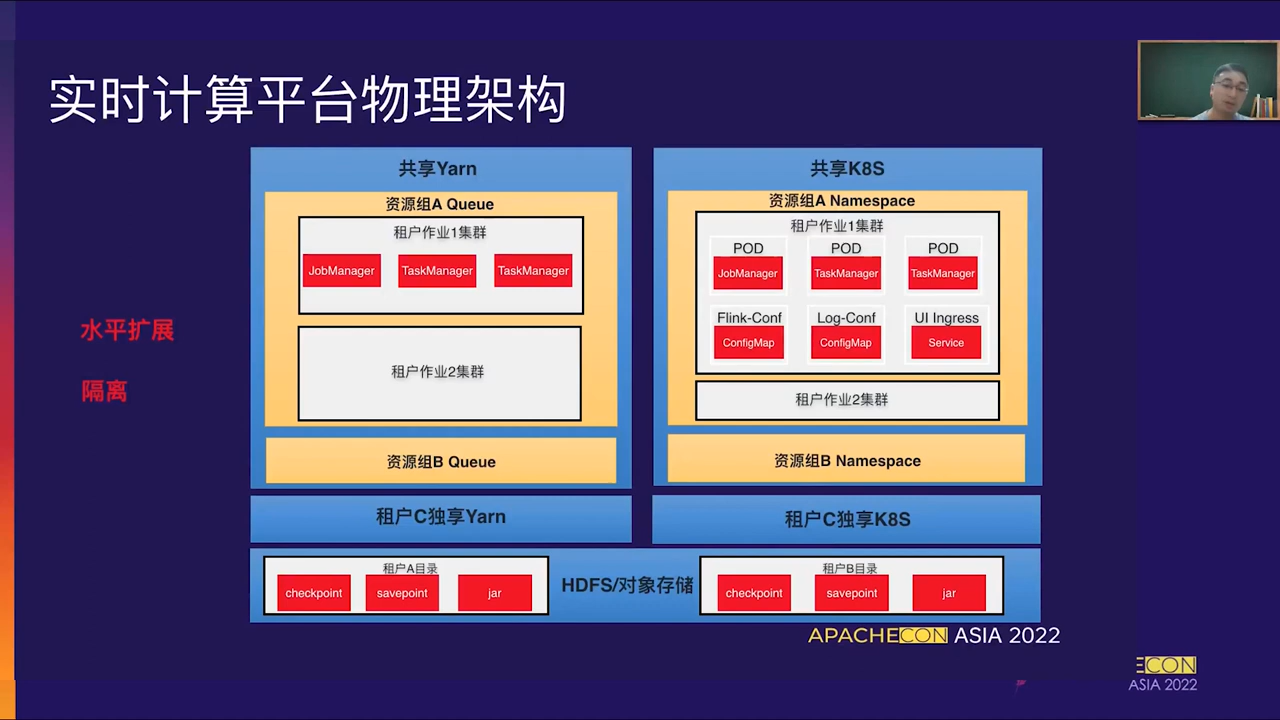 实时计算平台物理架构
水平扩展
隔离
共享Yarn
资源组A Queue
租户作业1集群
JobManager
TaskManager
TaskManager
租户作业2集群
资源组B Queue
租户C独享Yarn
共享K8S
资源组A Namespace
租户作业1集群
POD
POD
POD
JobManager
TaskManager
TaskManager
Flink-Conf
Log-Conf
UI Ingress
ConfigMap
ConfigMap
Service
租户作业2集群
资源组B Namespace
租户C独享K8S
租户A目录
checkpoint
savepoint
jar
HDFS/对象存储
租户B目录
checkpoint
savepoint
jar
APACHECON ASIA 2022
ECON
ASIA 2022